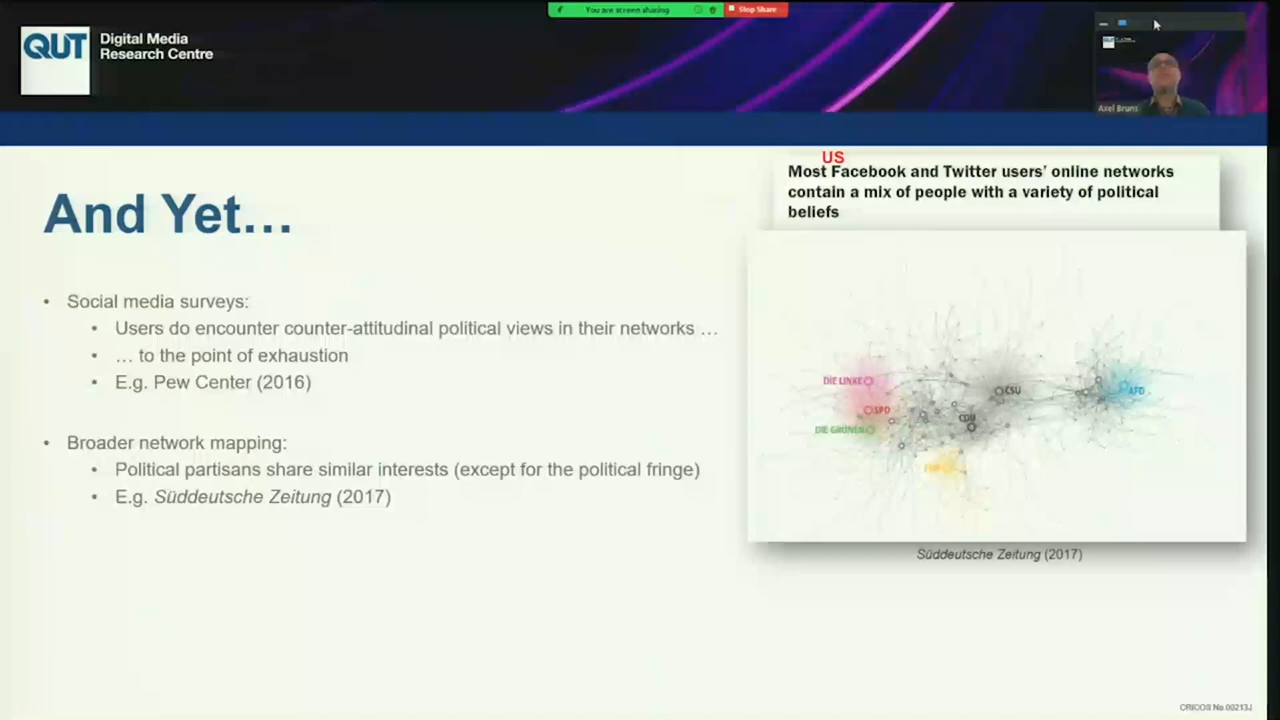 You are screen sharing
Stop Share
QUT
Digital Media
Research Centre
Axel Bruns
US
Most Facebook and Twitter users' online networks
contain a mix of people with a variety of political
beliefs
And Yet…
• Social media surveys:
• Users do encounter counter-attitudinal political views in their networks …
• … to the point of exhaustion
• E.g. Pew Center (2016)
• Broader network mapping:
• Political partisans share similar interests (except for the political fringe)
• E.g. Süddeutsche Zeitung (2017)
DIE LINKE
CSU
AFD
SPD
CDU
DIE GRÜNEN
FDP
Süddeutsche Zeitung (2017)
CRICOS No.00213J